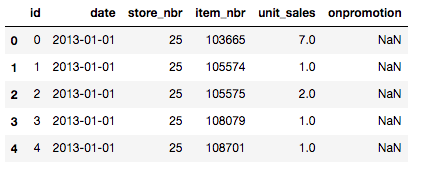 id date store_nbr item_nbr unit_sales onpromotion
0 0 2013-01-01 25 103665 7.0 NaN
1 1 2013-01-01 25 105574 1.0 NaN
2 2 2013-01-01 25 105575 2.0 NaN
3 3 2013-01-01 25 108079 1.0 NaN
4 4 2013-01-01 25 108701 1.0 NaN